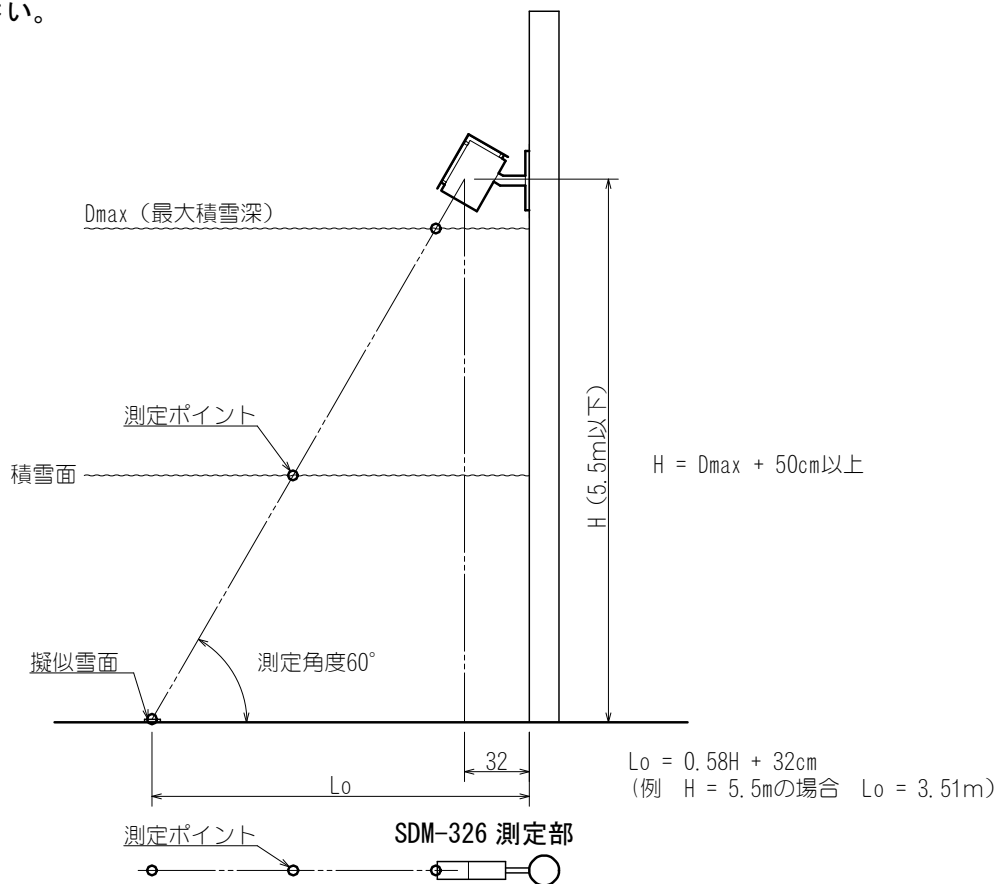 さい。
Dmax（最大積雪深）
測定ポイント
積雪面
H（5.5m以下）
H = Dmax + 50cm以上
擬似雪面
測定角度60°
32
Lo
Lo = 0.58H + 32cm
（例　H = 5.5mの場合　Lo = 3.51m）
SDM-326 測定部
測定ポイント